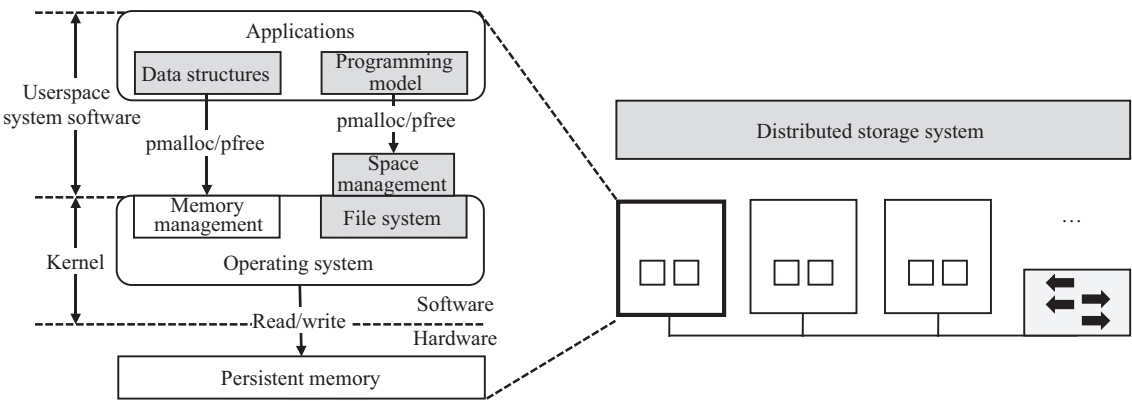 Applications
Data structures
Programming
model
Userspace
system software
pmalloc/pfree
pmalloc/pfree
Space
management
Memory
management
File system
Kernel
Operating system
Software
Read/write
Hardware
Persistent memory
Distributed storage system
...